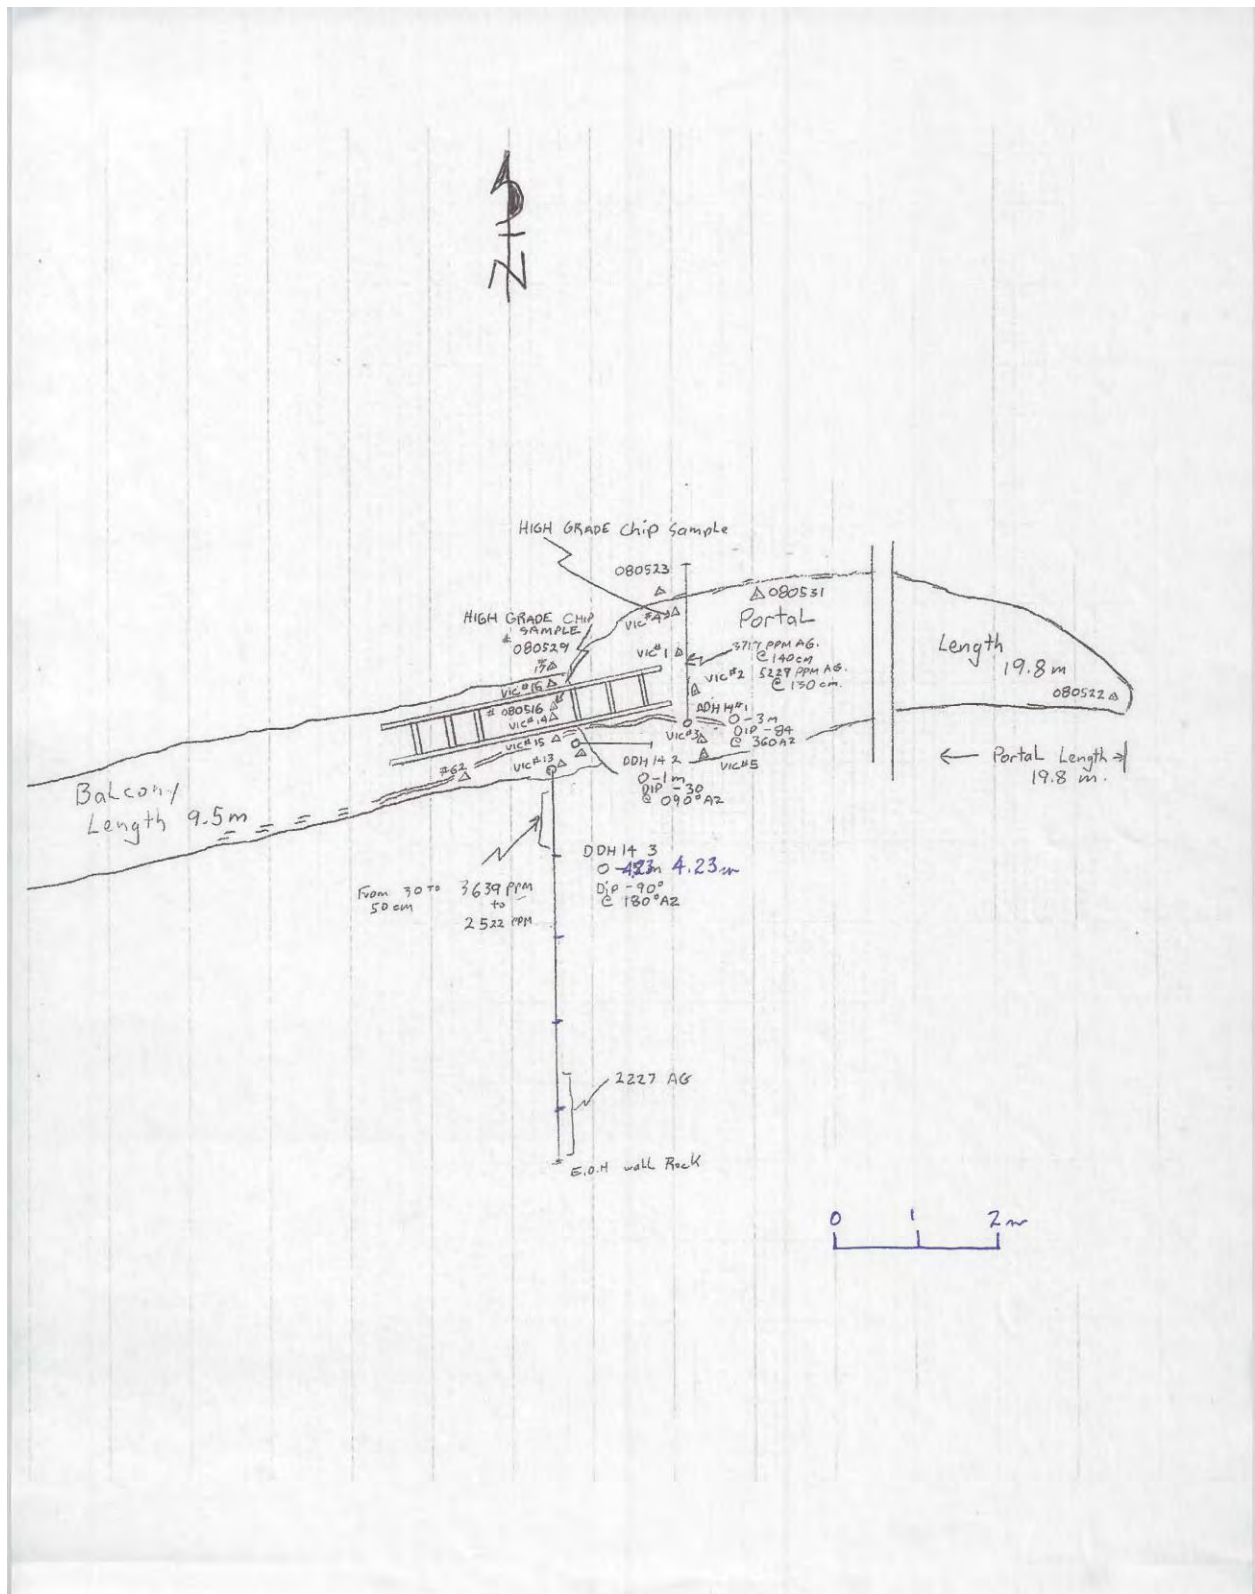 N
HIGH GRADE Chip Sample
080523
080531
Portal
VIC#4
HIGH GRADE CHIP
SAMPLE
# 080529
VIC#1
3717 PPM AG.
@ 140cm
VIC#2
5229 PPM AG.
@ 130 cm.
Length
19.8 m
080522
VIC#16
# 080516
VIC#14
DDH 14#1
0-3m
DIP -84
@ 360AZ
VIC#3
VIC#15
VIC#13
#62
DDH 14 2
0-1m
DIP -30
@ 090°AZ
VIC#5
← Portal Length →
19.8 m.
Balcony
Length 9.5m
DDH 14 3
0 - 4.23m
Dip -90°
@ 180°AZ
From 30 TO
50 cm
3639 PPM
to
2522 PPM
2227 AG
E.O.H wall Rock
0 1 2m